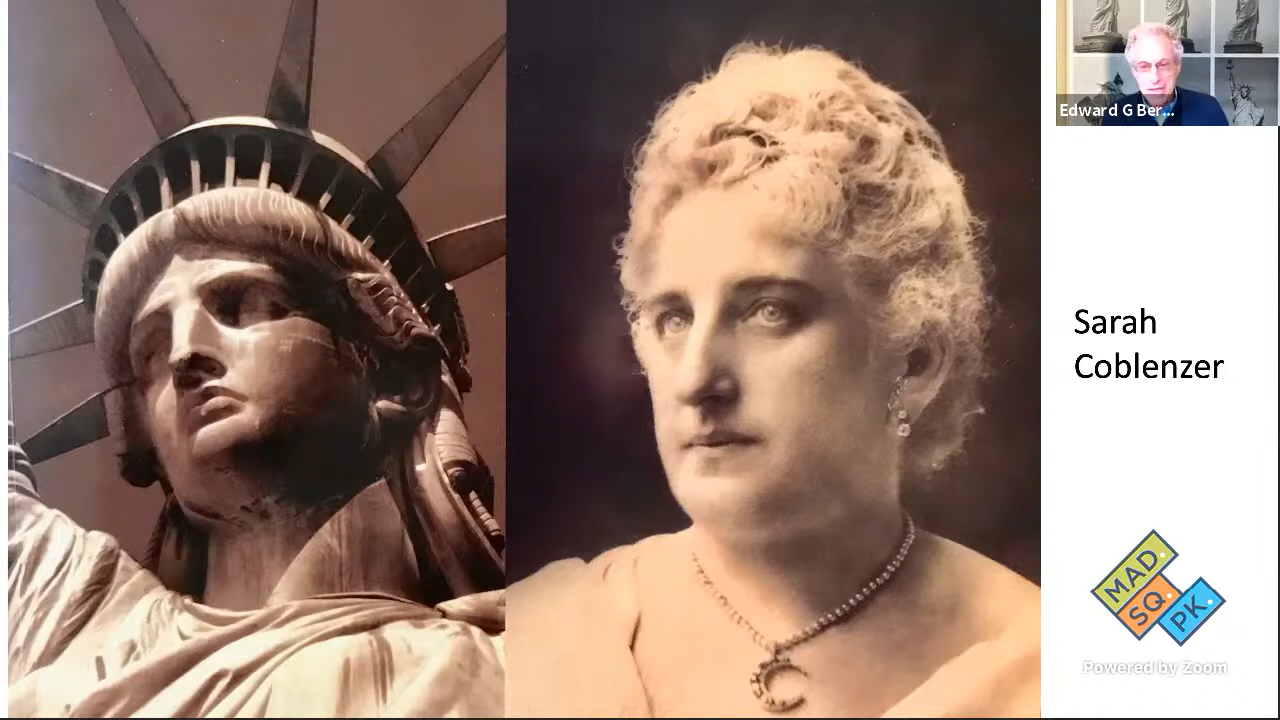 Edward G Ber...
Sarah
Coblenzer
MAD.
SQ.
PK.
Powered by Zoom